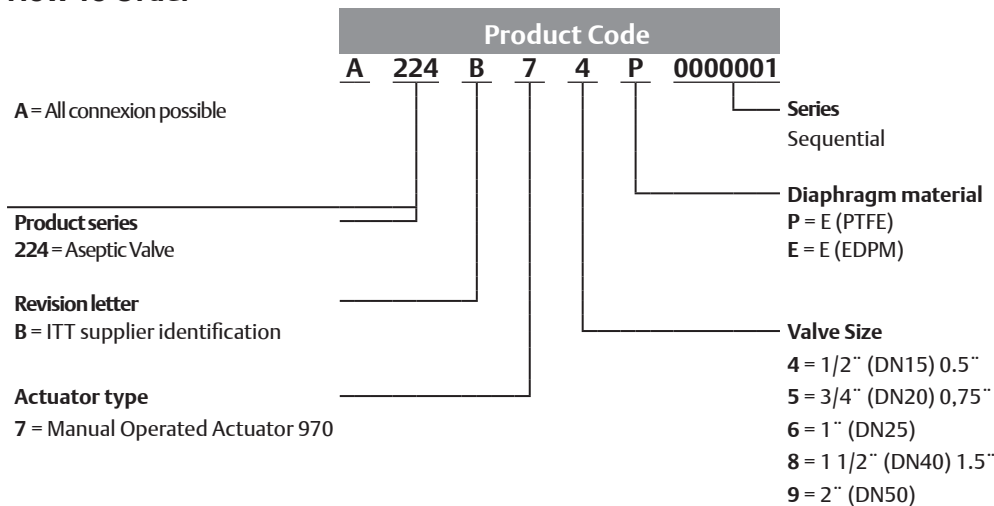 Product Code
A 224 B 7 4 P 0000001
A = All connexion possible
Product series
224 = Aseptic Valve
Revision letter
B = ITT supplier identification
Actuator type
7 = Manual Operated Actuator 970
Series
Sequential
Diaphragm material
P = E (PTFE)
E = E (EDPM)
Valve Size
4 = 1/2¨ (DN15) 0.5¨
5 = 3/4¨ (DN20) 0,75¨
6 = 1¨ (DN25)
8 = 1 1/2¨ (DN40) 1.5¨
9 = 2¨ (DN50)